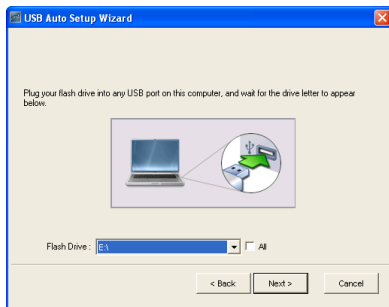 USB Auto Setup Wizard
Plug your flash drive into any USB port on this computer, and wait for the drive letter to appear
below.
Flash Drive : E:\ All
< Back Next > Cancel